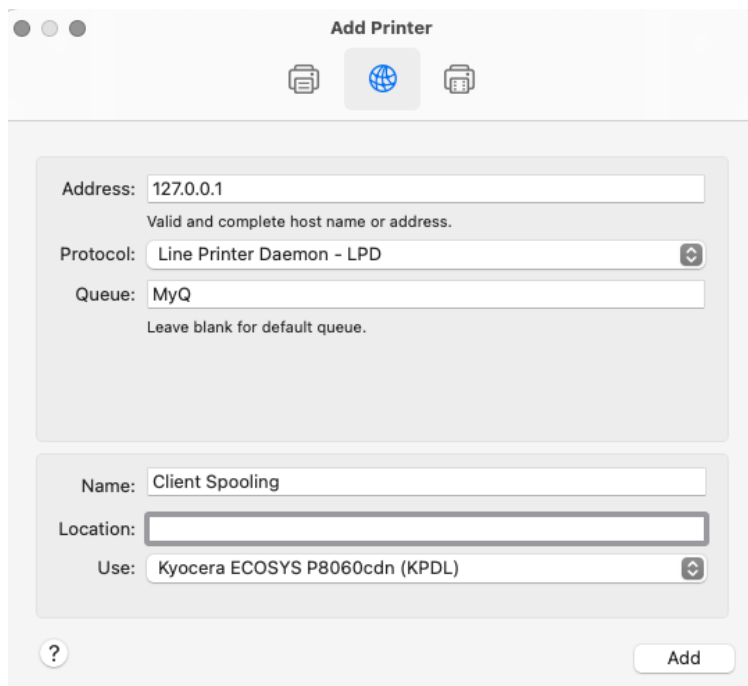 Add Printer
Address: 127.0.0.1
Valid and complete host name or address.
Protocol: Line Printer Daemon - LPD
Queue: MyQ
Leave blank for default queue.
Name: Client Spooling
Location:
Use: Kyocera ECOSYS P8060cdn (KPDL)
? Add